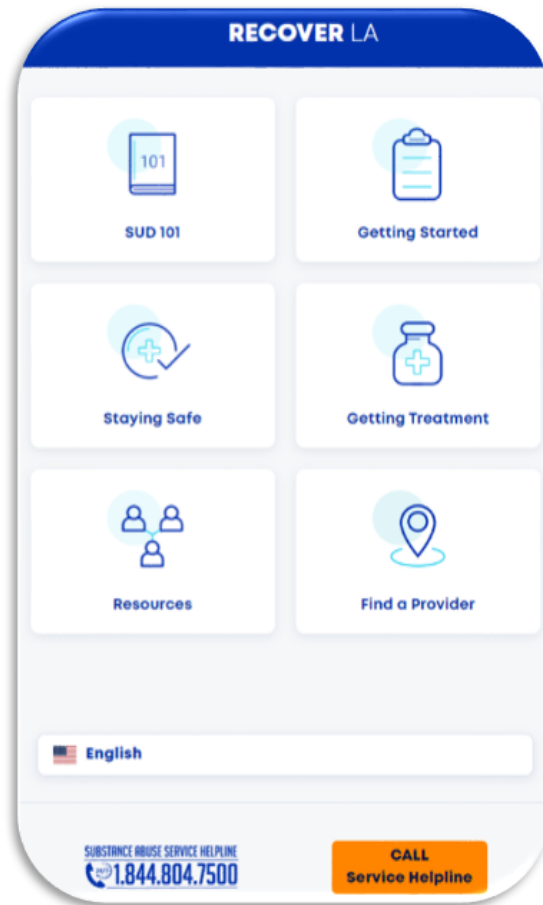 RECOVER LA
101
SUD 101
Getting Started
Staying Safe
Getting Treatment
Resources
Find a Provider
English
SUBSTANCE ABUSE SERVICE HELPLINE
1.844.804.7500
CALL
Service Helpline